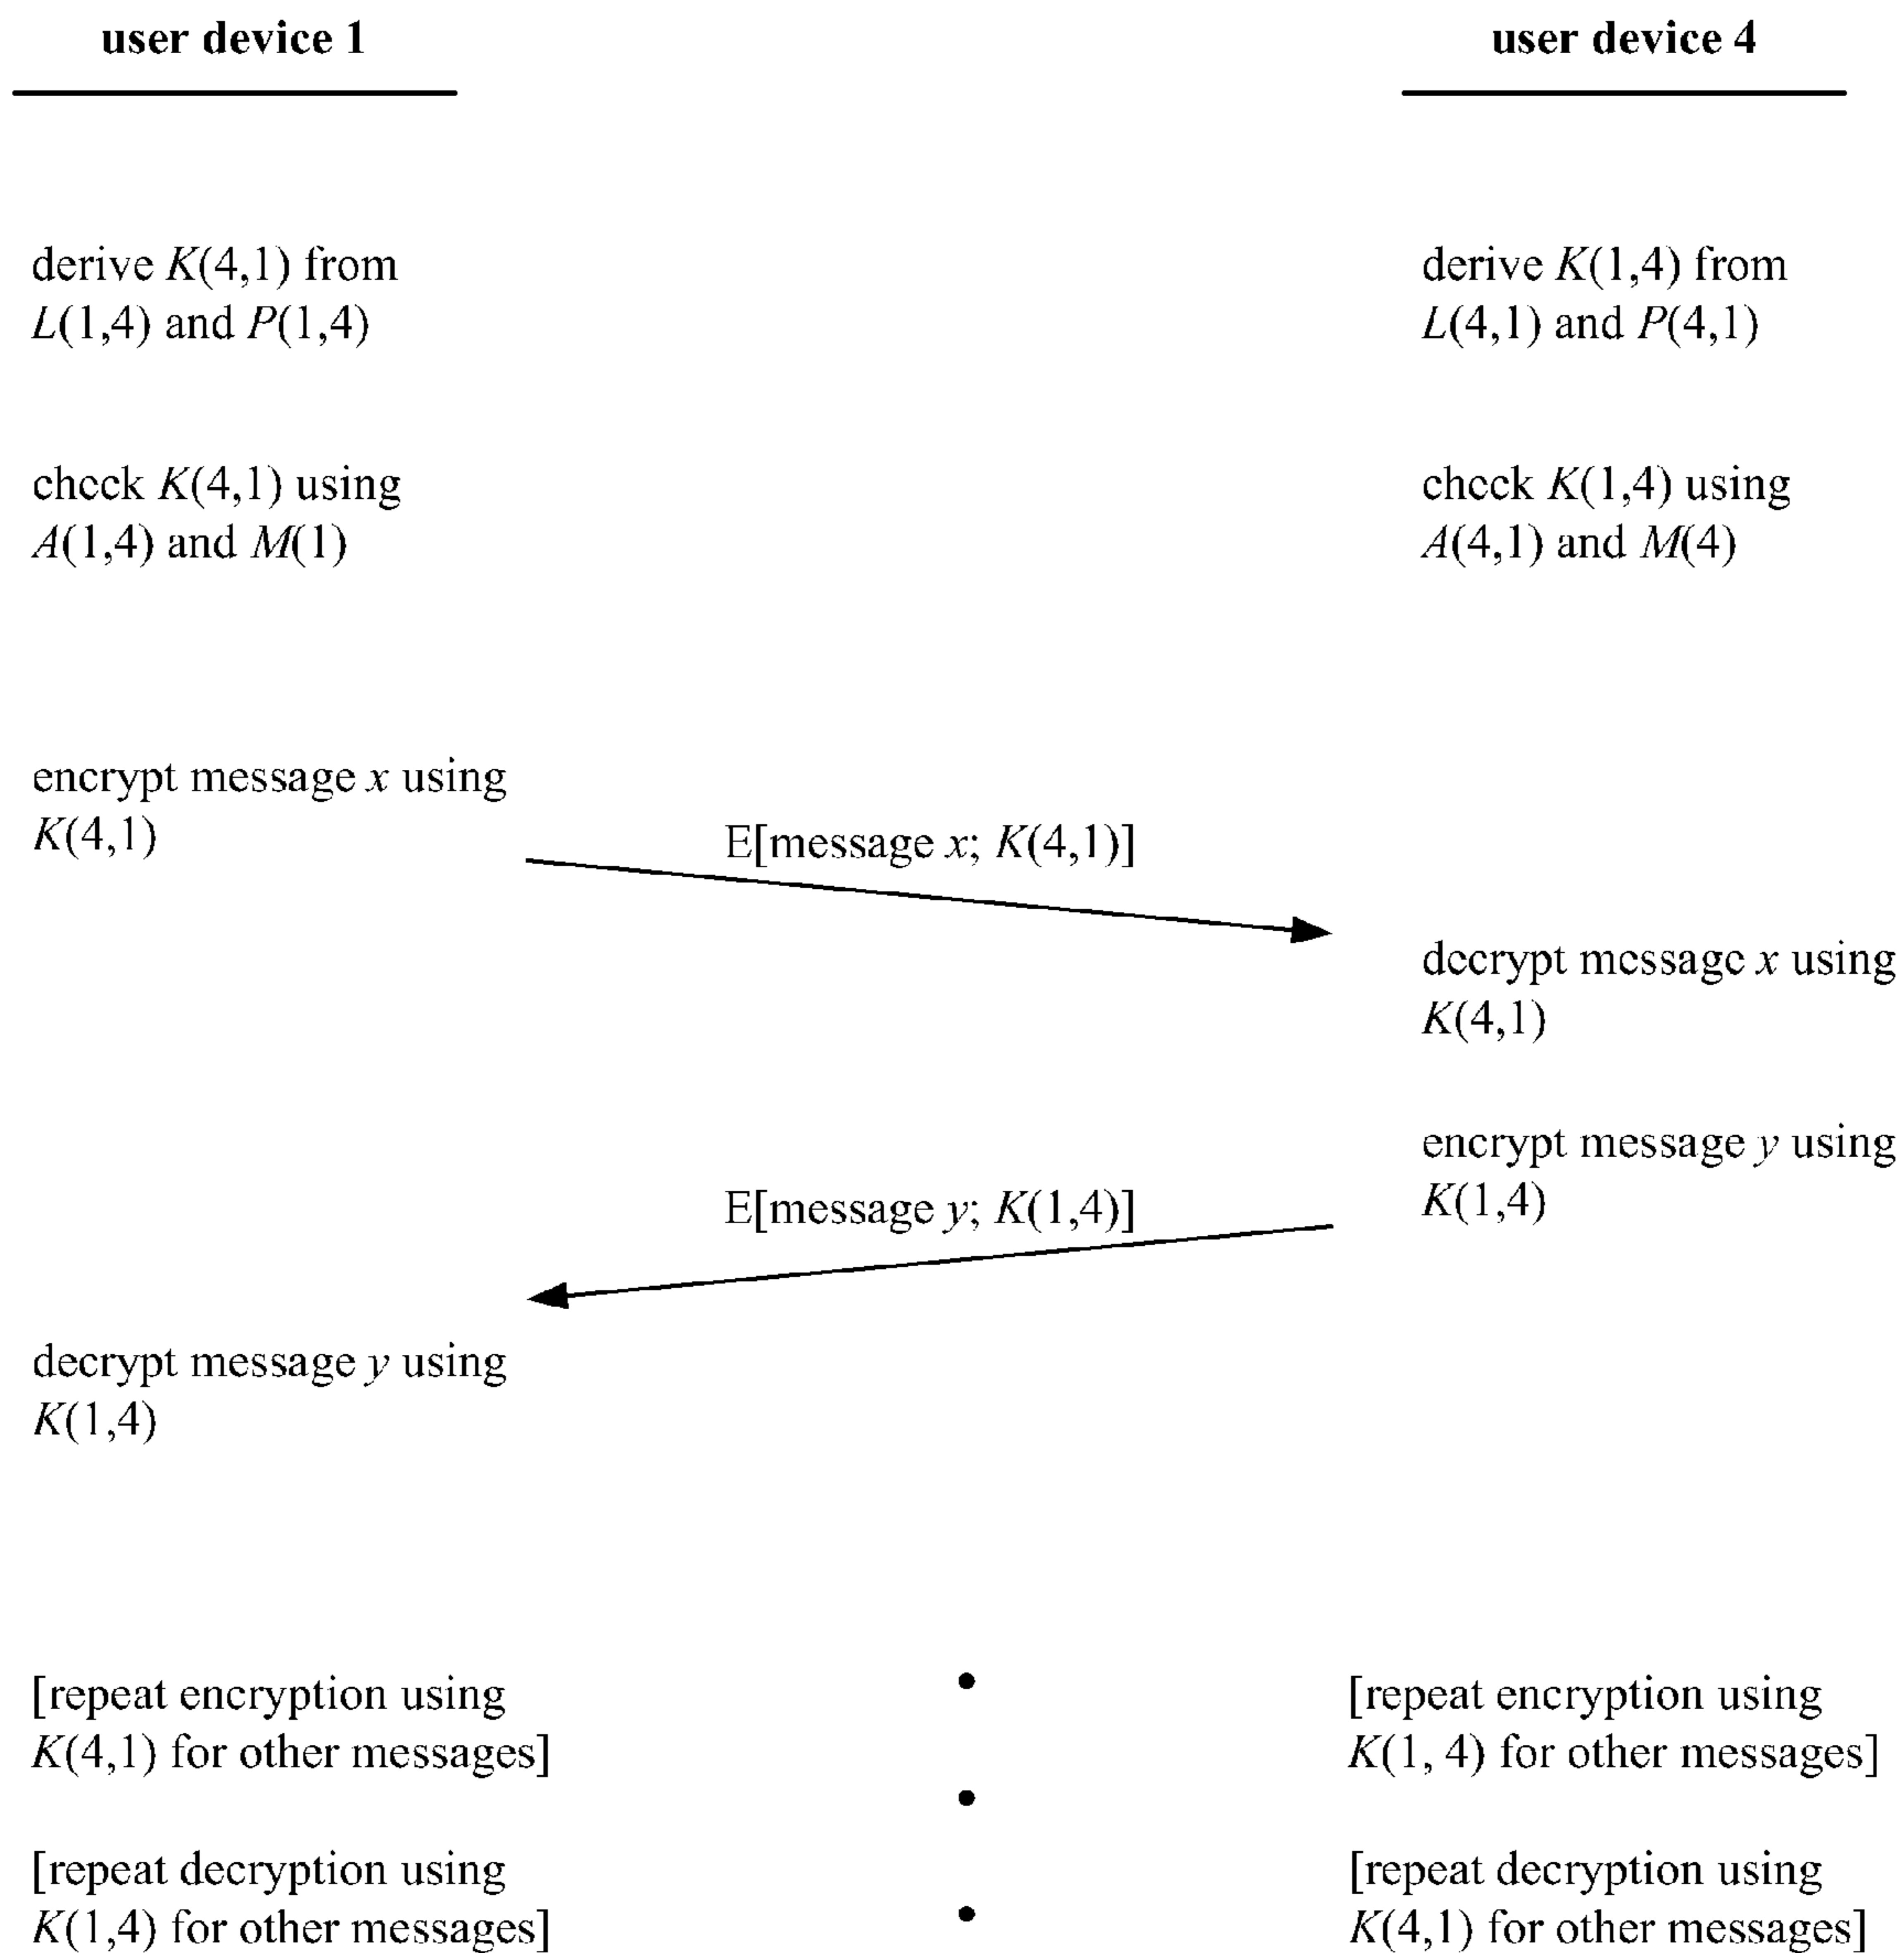 user device 1
user device 4
derive K(4,1) from
L(1,4) and P(1,4)
derive K(1,4) from
L(4,1) and P(4,1)
check K(4,1) using
A(1,4) and M(1)
check K(1,4) using
A(4,1) and M(4)
encrypt message x using
K(4,1)
E[message x; K(4,1)]
decrypt message x using
K(4,1)
encrypt message y using
K(1,4)
E[message y; K(1,4)]
decrypt message y using
K(1,4)
[repeat encryption using
K(4,1) for other messages]
[repeat encryption using
K(1, 4) for other messages]
[repeat decryption using
K(1,4) for other messages]
[repeat decryption using
K(4,1) for other messages]